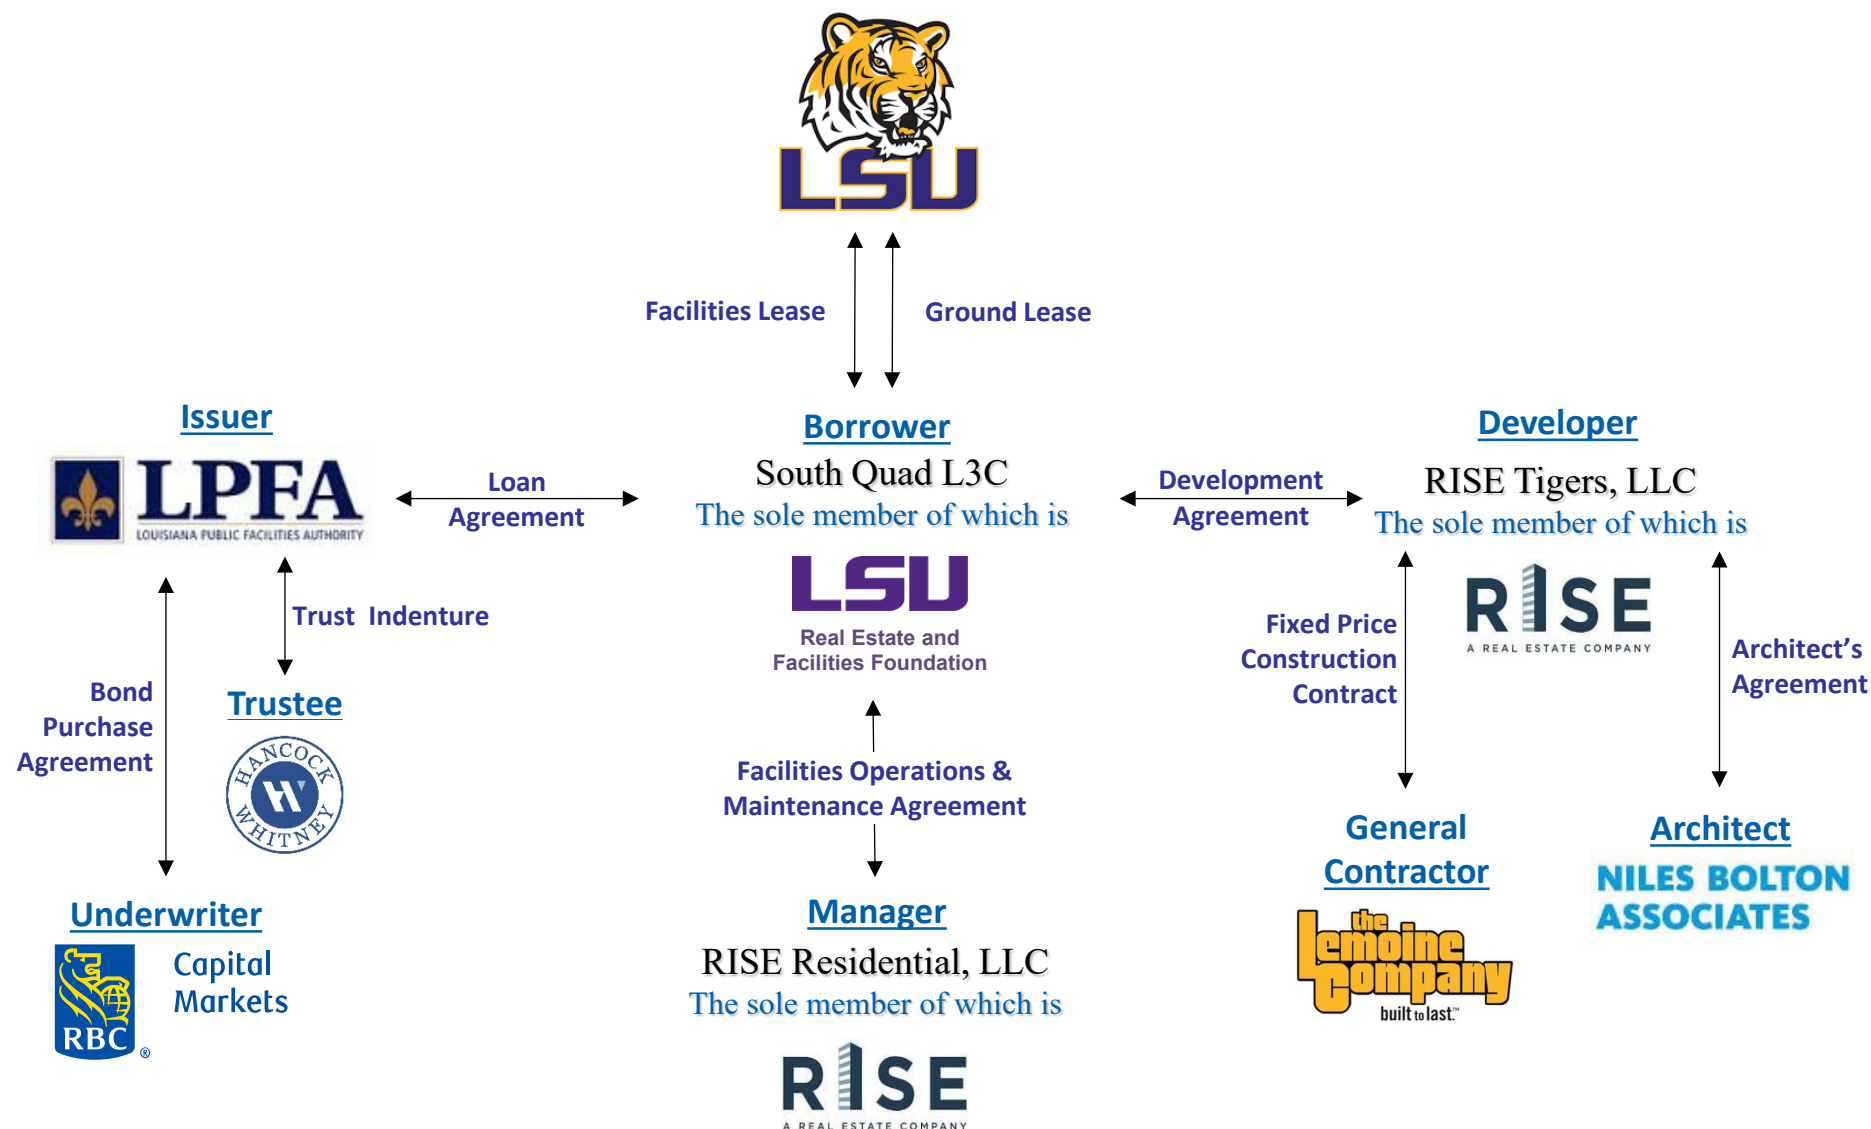 LSU
Facilities Lease
Ground Lease
Issuer
LPFA
LOUISIANA PUBLIC FACILITIES AUTHORITY
Loan
Agreement
Borrower
South Quad L3C
The sole member of which is
LSU
Real Estate and
Facilities Foundation
Development
Agreement
Developer
RISE Tigers, LLC
The sole member of which is
RISE
A REAL ESTATE COMPANY
Trust Indenture
Trustee
HANCOCK
WHITNEY
Bond
Purchase
Agreement
Underwriter
RBC
®
Capital
Markets
Facilities Operations &
Maintenance Agreement
Manager
RISE Residential, LLC
The sole member of which is
RISE
A REAL ESTATE COMPANY
Fixed Price
Construction
Contract
Architect's
Agreement
General
Contractor
the
Lemoine
Company
built to last.™
Architect
NILES BOLTON
ASSOCIATES